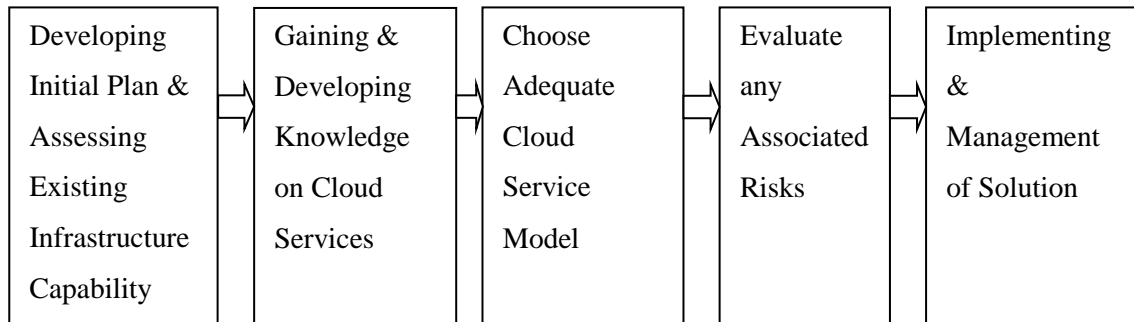 Developing
Initial Plan &
Assessing
Existing
Infrastructure
Capability
Gaining &
Developing
Knowledge
on Cloud
Services
Choose
Adequate
Cloud
Service
Model
Evaluate
any
Associated
Risks
Implementing
&
Management
of Solution